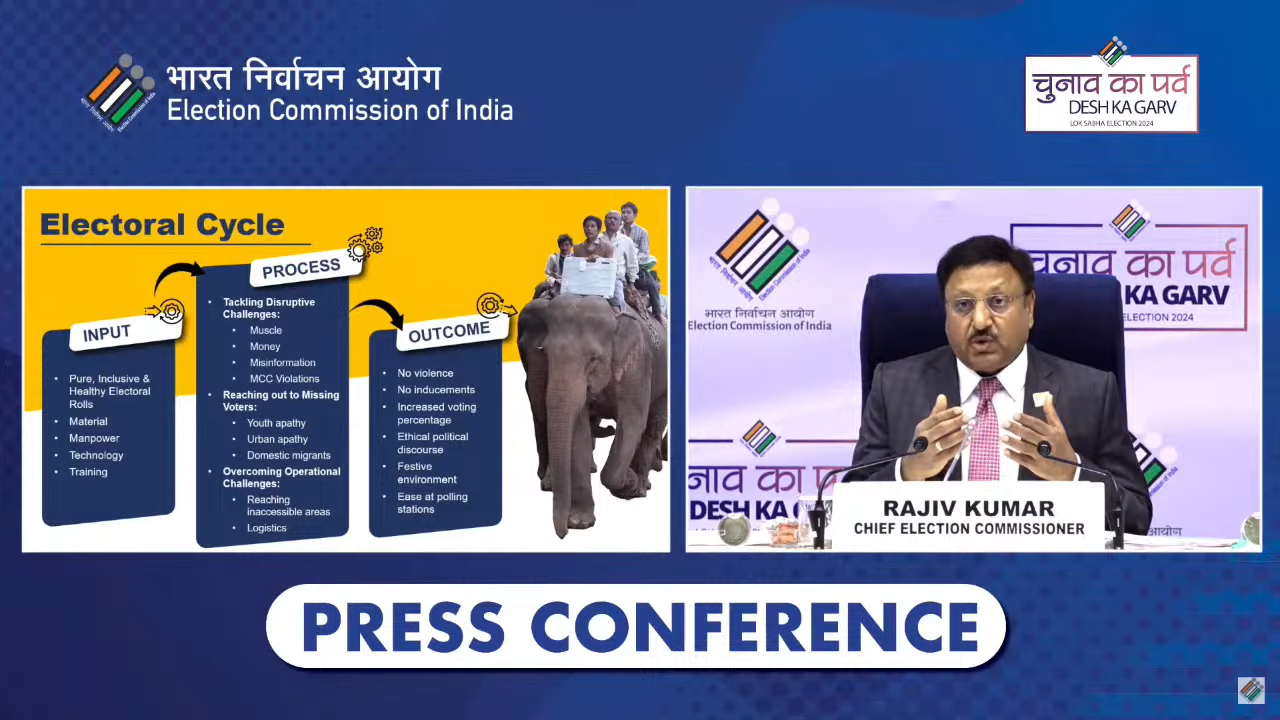 भारत निर्वाचन आयोग
Election Commission of India
चुनाव का पर्व
DESH KA GARV
LOK SABHA ELECTION 2024
Electoral Cycle
INPUT
• Pure, Inclusive &
Healthy Electoral
Rolls
• Material
• Manpower
• Technology
• Training
PROCESS
• Tackling Disruptive
Challenges:
• Muscle
• Money
• Misinformation
• MCC Violations
• Reaching out to Missing
Voters:
• Youth apathy
• Urban apathy
• Domestic migrants
• Overcoming Operational
Challenges:
• Reaching
inaccessible areas
• Logistics
OUTCOME
• No violence
• No inducements
• Increased voting
percentage
• Ethical political
discourse
• Festive
environment
• Ease at polling
stations
भारत निर्वाचन आयोग
Election Commission of India
चुनाव का पर्व
KA GARV
ELECTION 2024
नाव का पर्व
DESH KA
RAJIV KUMAR
CHIEF ELECTION COMMISSIONER
PRESS CONFERENCE